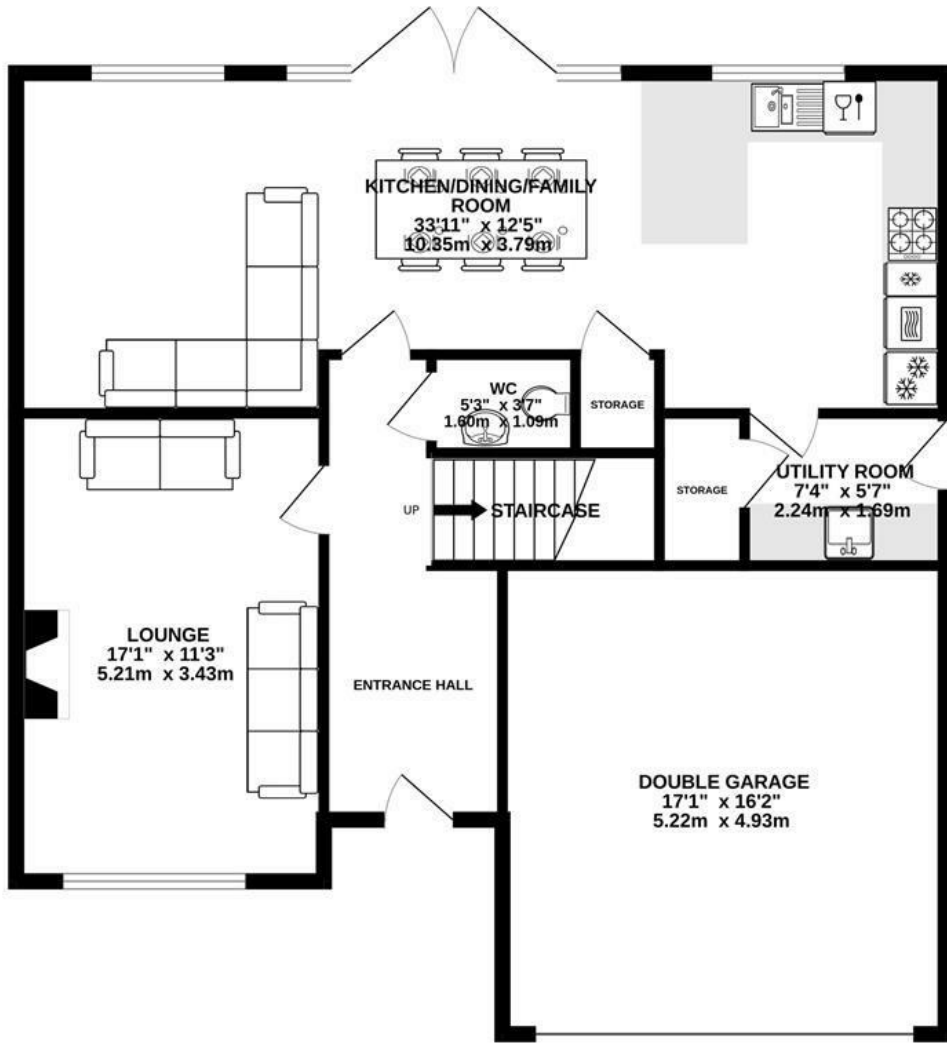 KITCHEN/DINING/FAMILY
ROOM
33'11" x 12'5"
10.35m x 3.79m
WC
5'3" x 3'7"
1.60m x 1.09m
STORAGE
UTILITY ROOM
7'4" x 5'7"
2.24m x 1.69m
STORAGE
UP
STAIRCASE
LOUNGE
17'1" x 11'3"
5.21m x 3.43m
ENTRANCE HALL
DOUBLE GARAGE
17'1" x 16'2"
5.22m x 4.93m